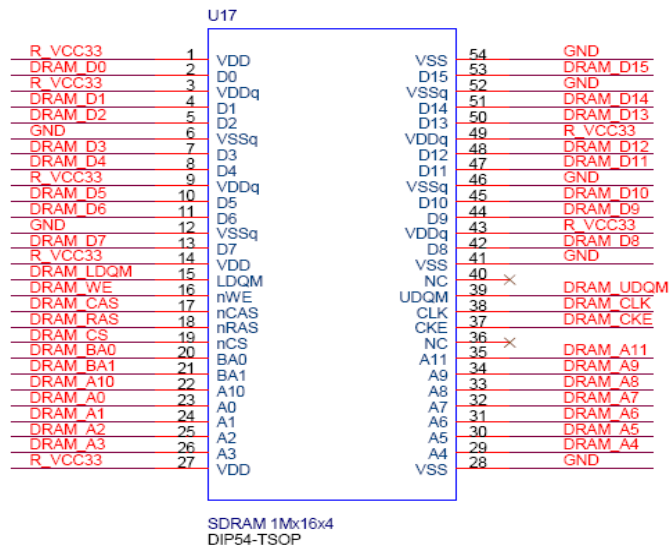 U17
R_VCC33 1 VDD VSS 54 GND
DRAM_D0 2 D0 D15 53 DRAM_D15
R_VCC33 3 VDDq VSSq 52 GND
DRAM_D1 4 D1 D14 51 DRAM_D14
DRAM_D2 5 D2 D13 50 DRAM_D13
GND 6 VSSq VDDq 49 R_VCC33
DRAM_D3 7 D3 D12 48 DRAM_D12
DRAM_D4 8 D4 D11 47 DRAM_D11
R_VCC33 9 VDDq VSSq 46 GND
DRAM_D5 10 D5 D10 45 DRAM_D10
DRAM_D6 11 D6 D9 44 DRAM_D9
GND 12 VSSq VDDq 43 R_VCC33
DRAM_D7 13 D7 D8 42 DRAM_D8
R_VCC33 14 VDD VSS 41 GND
DRAM_LDQM 15 LDQM NC 40
DRAM_WE 16 nWE UDQM 39 DRAM_UDQM
DRAM_CAS 17 nCAS CLK 38 DRAM_CLK
DRAM_RAS 18 nRAS CKE 37 DRAM_CKE
DRAM_CS 19 nCS NC 36
DRAM_BA0 20 BA0 A11 35 DRAM_A11
DRAM_BA1 21 BA1 A9 34 DRAM_A9
DRAM_A10 22 A10 A8 33 DRAM_A8
DRAM_A0 23 A0 A7 32 DRAM_A7
DRAM_A1 24 A1 A6 31 DRAM_A6
DRAM_A2 25 A2 A5 30 DRAM_A5
DRAM_A3 26 A3 A4 29 DRAM_A4
R_VCC33 27 VDD VSS 28 GND
SDRAM 1Mx16x4
DIP54-TSOP